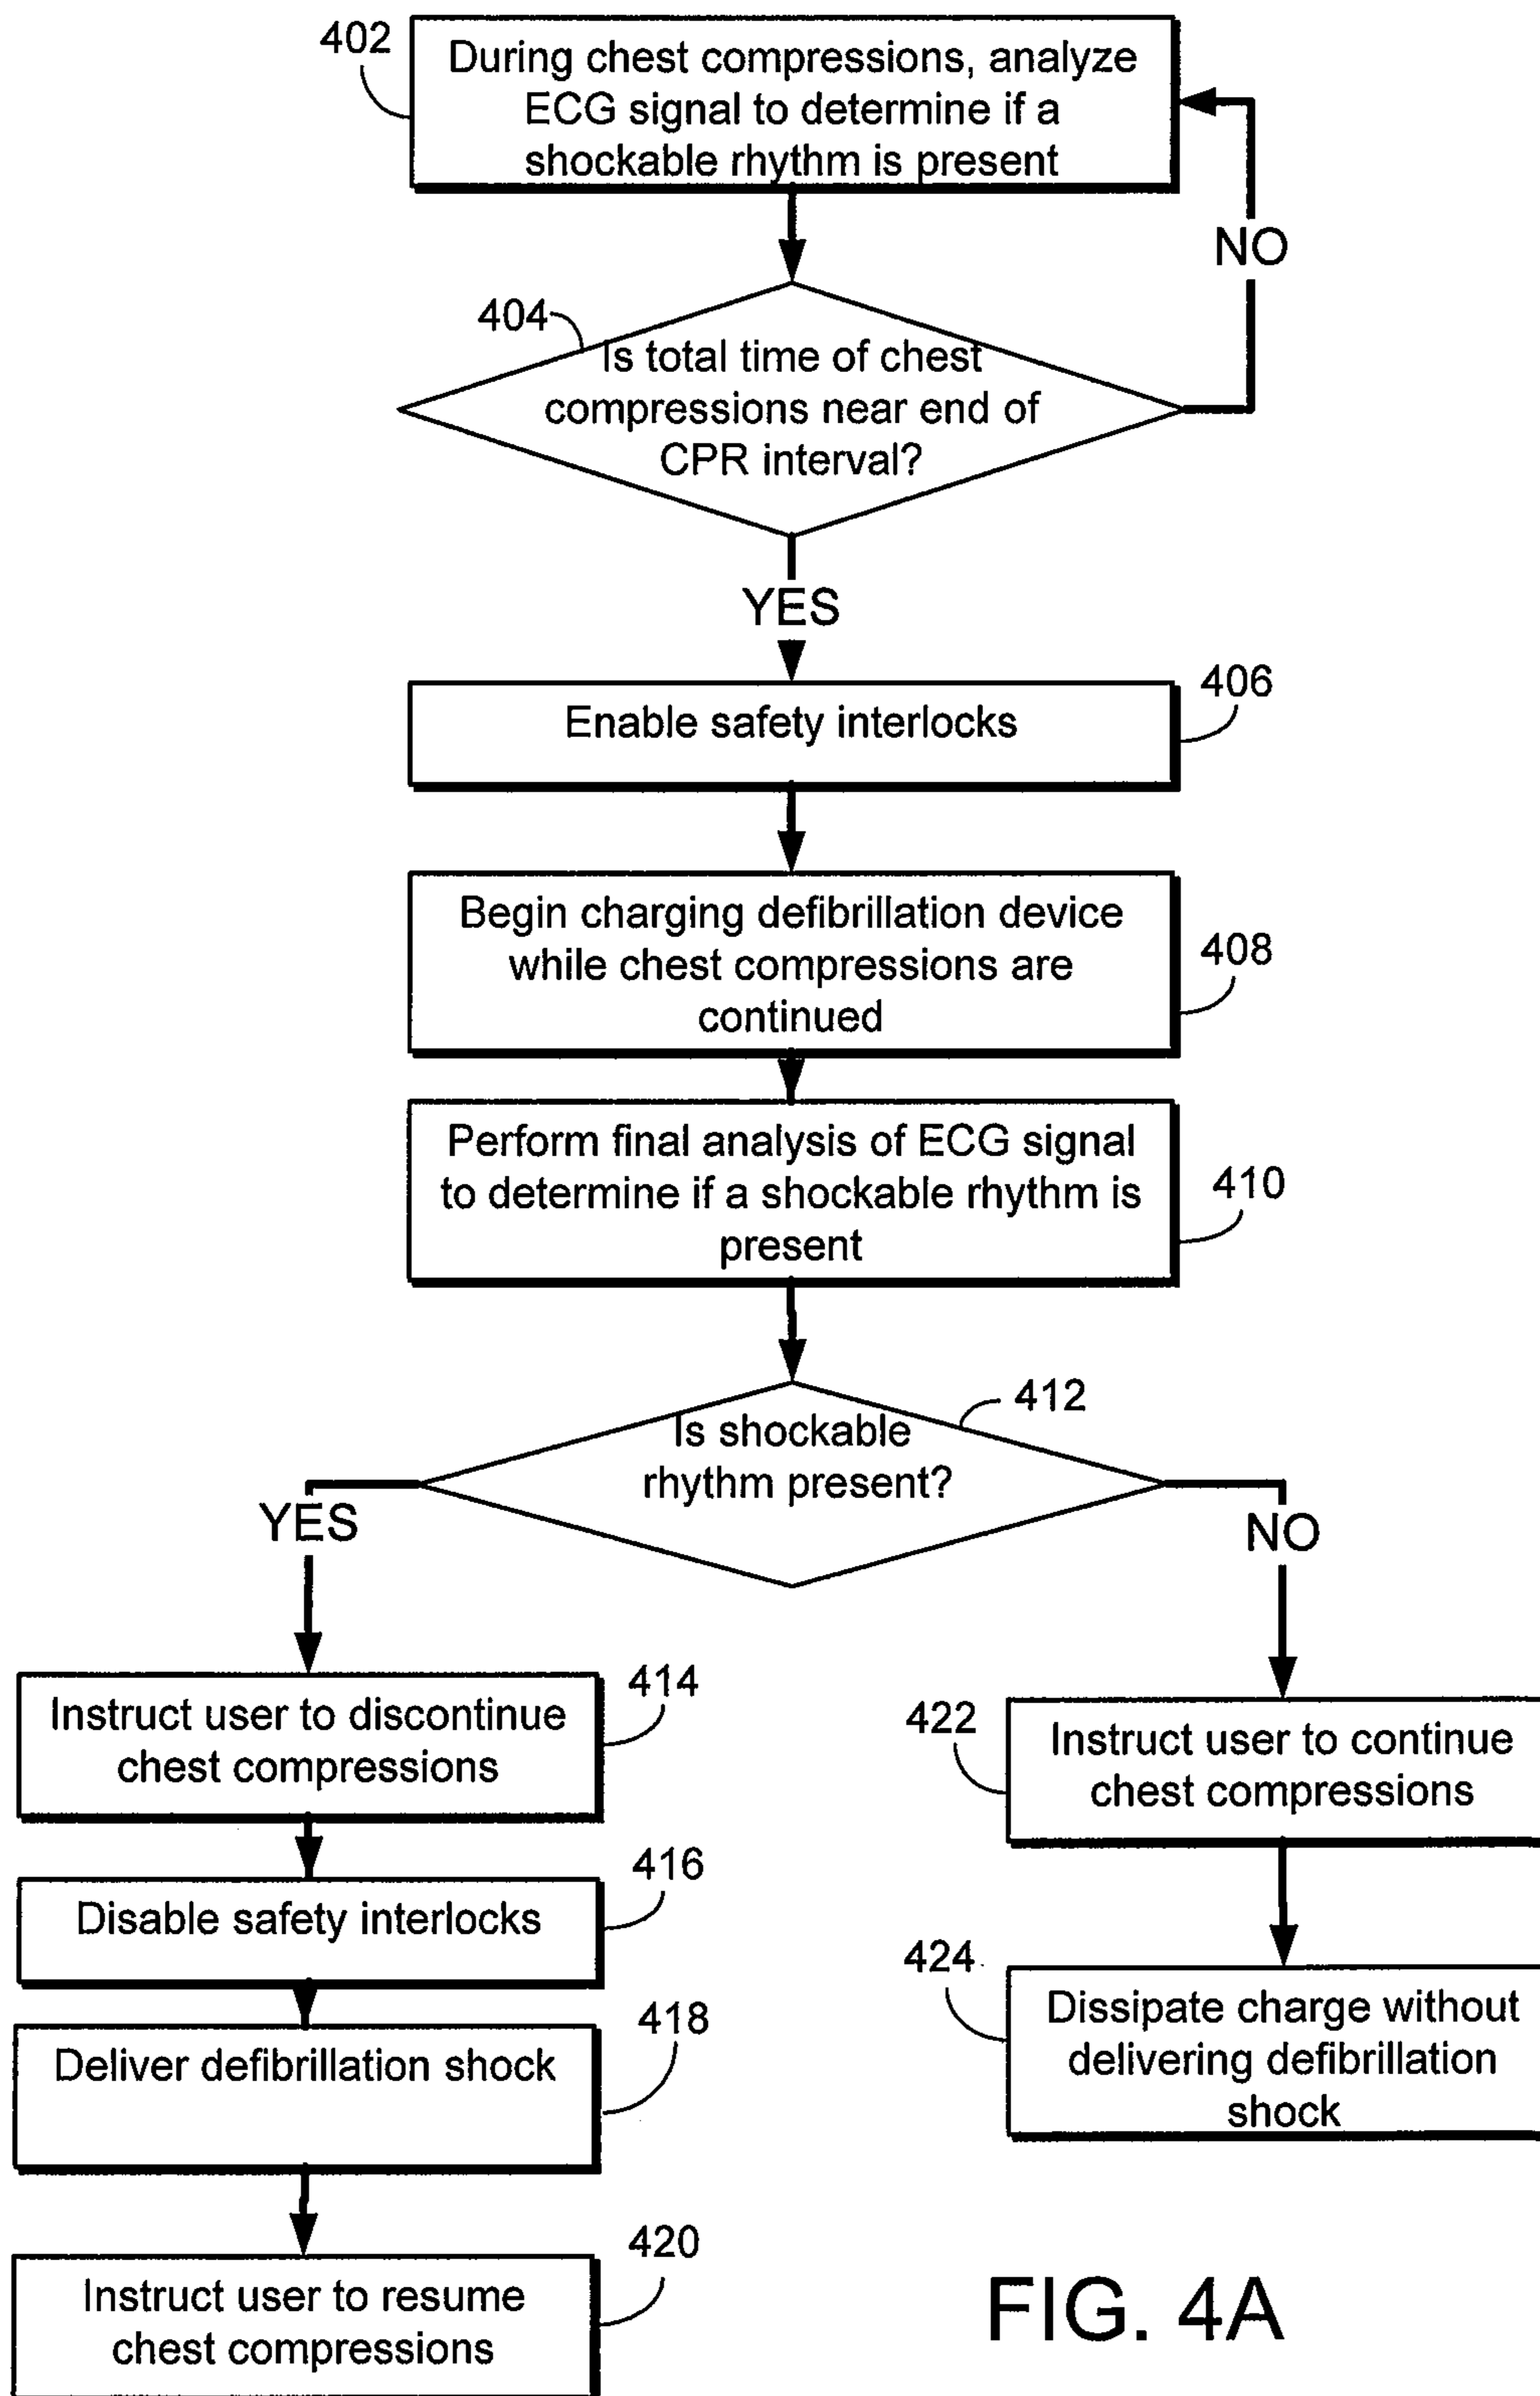 402
During chest compressions, analyze
ECG signal to determine if a
shockable rhythm is present
NO
404
Is total time of chest
compressions near end of
CPR interval?
YES
406
Enable safety interlocks
Begin charging defibrillation device
while chest compressions are
continued
408
Perform final analysis of ECG signal
to determine if a shockable rhythm is
present
410
412
Is shockable
rhythm present?
YES
NO
414
Instruct user to discontinue
chest compressions
422
Instruct user to continue
chest compressions
416
Disable safety interlocks
424
Dissipate charge without
delivering defibrillation
shock
418
Deliver defibrillation shock
420
Instruct user to resume
chest compressions
FIG. 4A